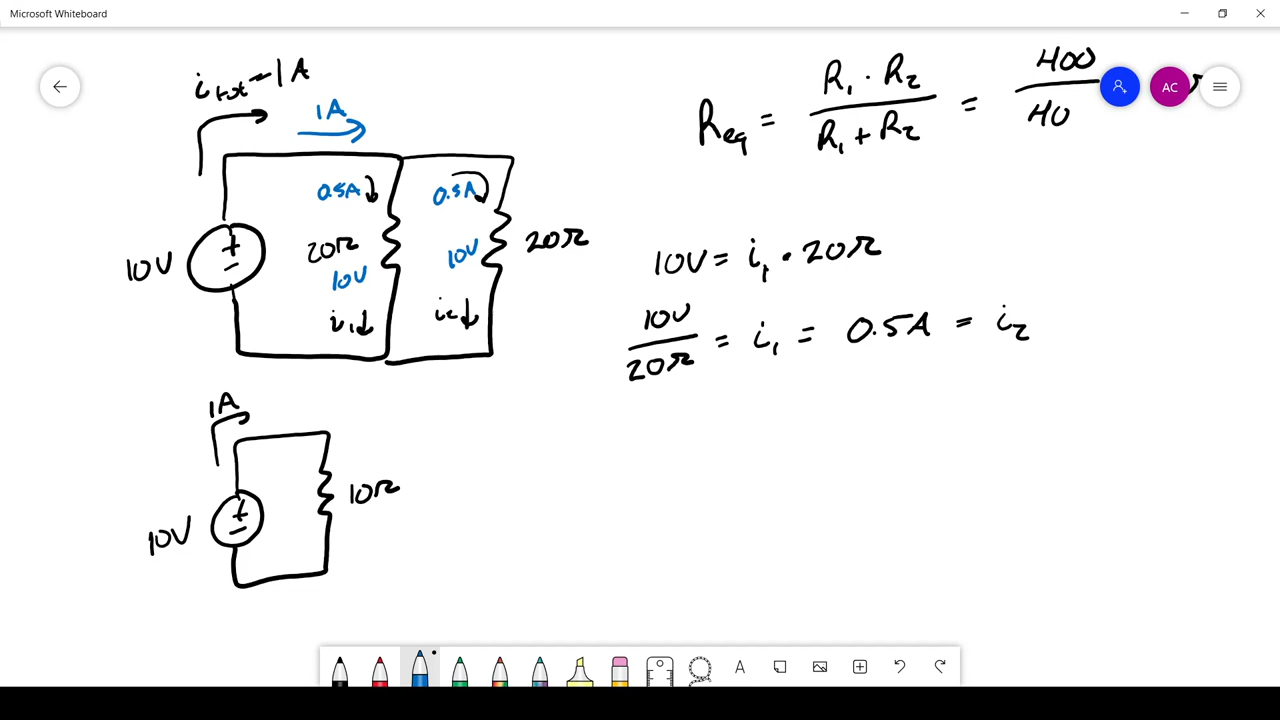 Microsoft Whiteboard
i_tot = 1A
1A
0.5A
0.5A
10V
20Ω
10V
10V
20Ω
i₁↓
i₂↓
1A
10V
10Ω
R_eq = (R₁ · R₂)/(R₁ + R₂) = 400/40
AC
10V = i₁ · 20Ω
10V/20Ω = i₁ = 0.5A = i₂
A